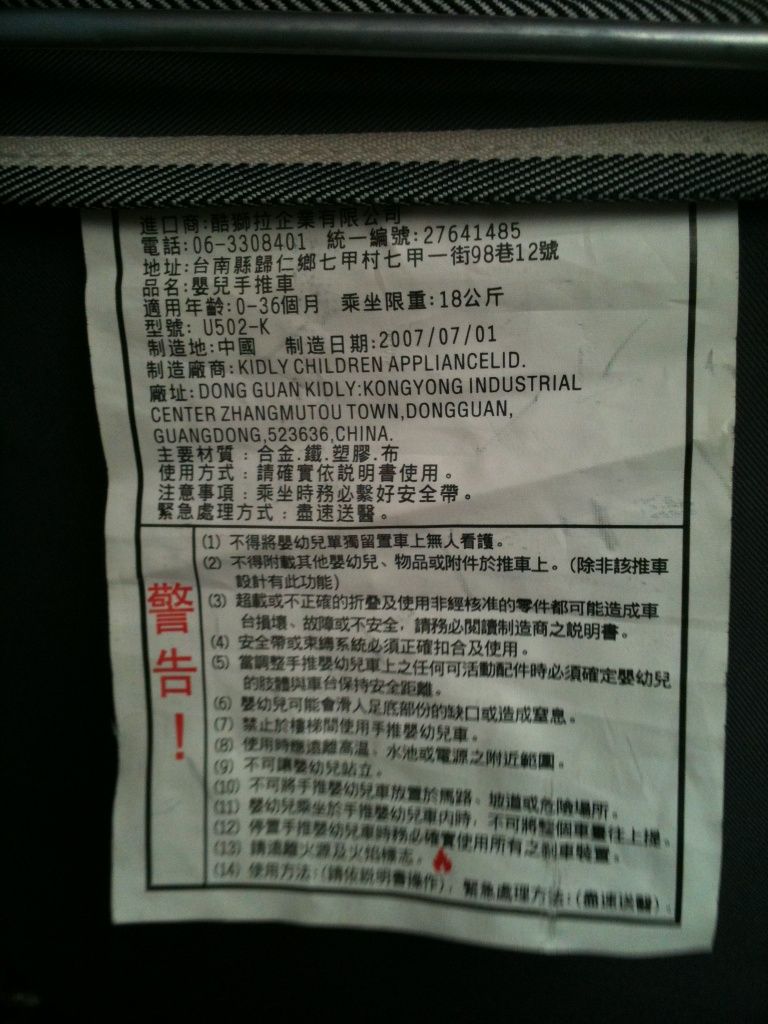 進口商:酷獅拉企業有限公司
電話:06-3308401 統一編號:27641485
地址:台南縣歸仁鄉七甲村七甲一街98巷12號
品名:嬰兒手推車
適用年齡:0-36個月 乘坐限重:18公斤
型號: U502-K
制造地:中國 制造日期:2007/07/01
制造廠商:KIDLY CHILDREN APPLIANCELID.
廠址:DONG GUAN KIDLY:KONGYONG INDUSTRIAL
CENTER ZHANGMUTOU TOWN,DONGGUAN,
GUANGDONG,523636,CHINA.
主要材質:合金.鐵.塑膠.布
使用方式:請確實依説明書使用。
注意事項:乘坐時務必繫好安全帶。
緊急處理方式:盡速送醫。
警告!
(1) 不得將嬰幼兒單獨留置車上無人看護。
(2) 不得附載其他嬰幼兒、物品或附件於推車上。(除非該推車
設計有此功能)
(3) 超載或不正確的折疊及使用非經核准的零件都可能造成車
台損壞、故障或不安全，請務必閱讀制造商之説明書。
(4) 安全帶或束縛系統必須正確扣合及使用。
(5) 當調整手推嬰幼兒車上之任何可活動配件時必須確定嬰幼兒
的肢體與車台保持安全距離。
(6) 嬰幼兒可能會滑入足底部份的缺口或造成窒息。
(7) 禁止於樓梯間使用手推嬰幼兒車。
(8) 使用時應遠離高溫、水池或電源之附近範圍。
(9) 不可讓嬰幼兒站立。
(10) 不可將手推嬰幼兒車放置於馬路、坡道或危險場所。
(11) 嬰幼兒乘坐於手推嬰幼兒車內時，不可將整個車量往上提。
(12) 停置手推嬰幼兒車時務必確實使用所有之剎車裝置。
(13) 請遠離火源及火焰標志。
(14) 使用方法:(請依説明書操作)，緊急處理方法:(盡速送醫)。